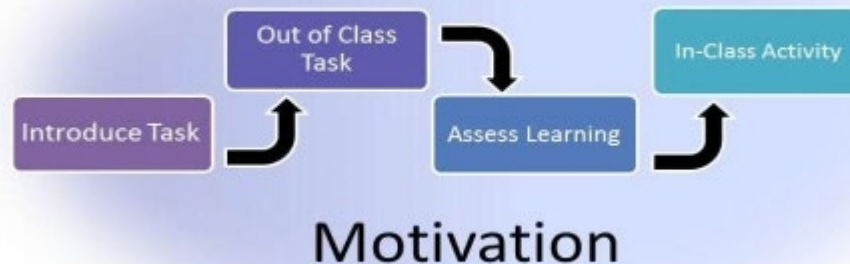 Introduce Task
Out of Class
Task
Assess Learning
In-Class Activity
Motivation